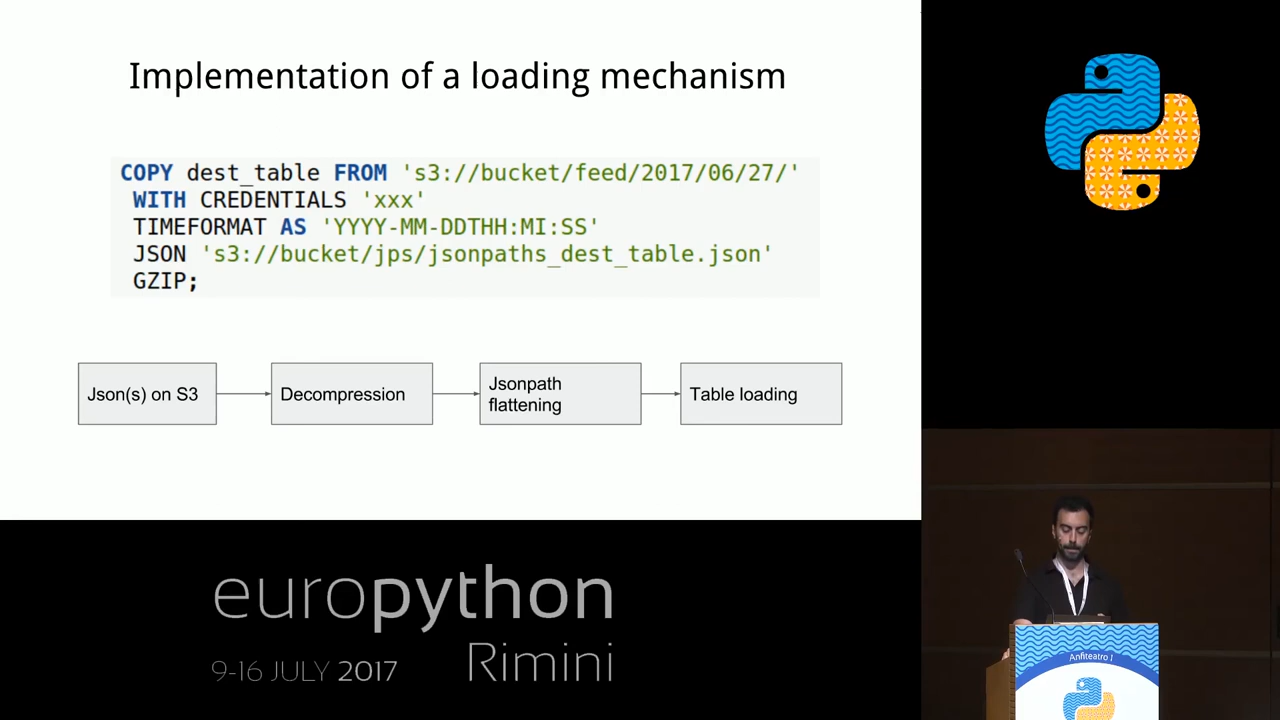 Implementation of a loading mechanism
COPY dest_table FROM 's3://bucket/feed/2017/06/27/'
WITH CREDENTIALS 'xxx'
TIMEFORMAT AS 'YYYY-MM-DDTHH:MI:SS'
JSON 's3://bucket/jps/jsonpaths_dest_table.json'
GZIP;
Json(s) on S3
Decompression
Jsonpath
flattening
Table loading
europython
Rimini
9-16 JULY 2017
Anfiteatro 1